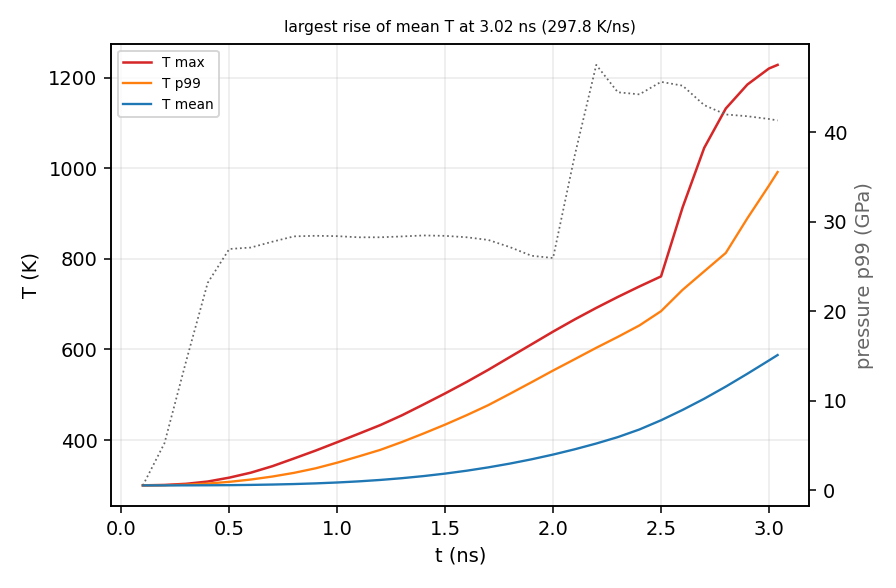 largest rise of mean T at 3.02 ns (297.8 K/ns)
T max
T p99
T mean
1200
1000
800
600
400
T (K)
40
30
20
10
0
pressure p99 (GPa)
0.0 0.5 1.0 1.5 2.0 2.5 3.0
t (ns)